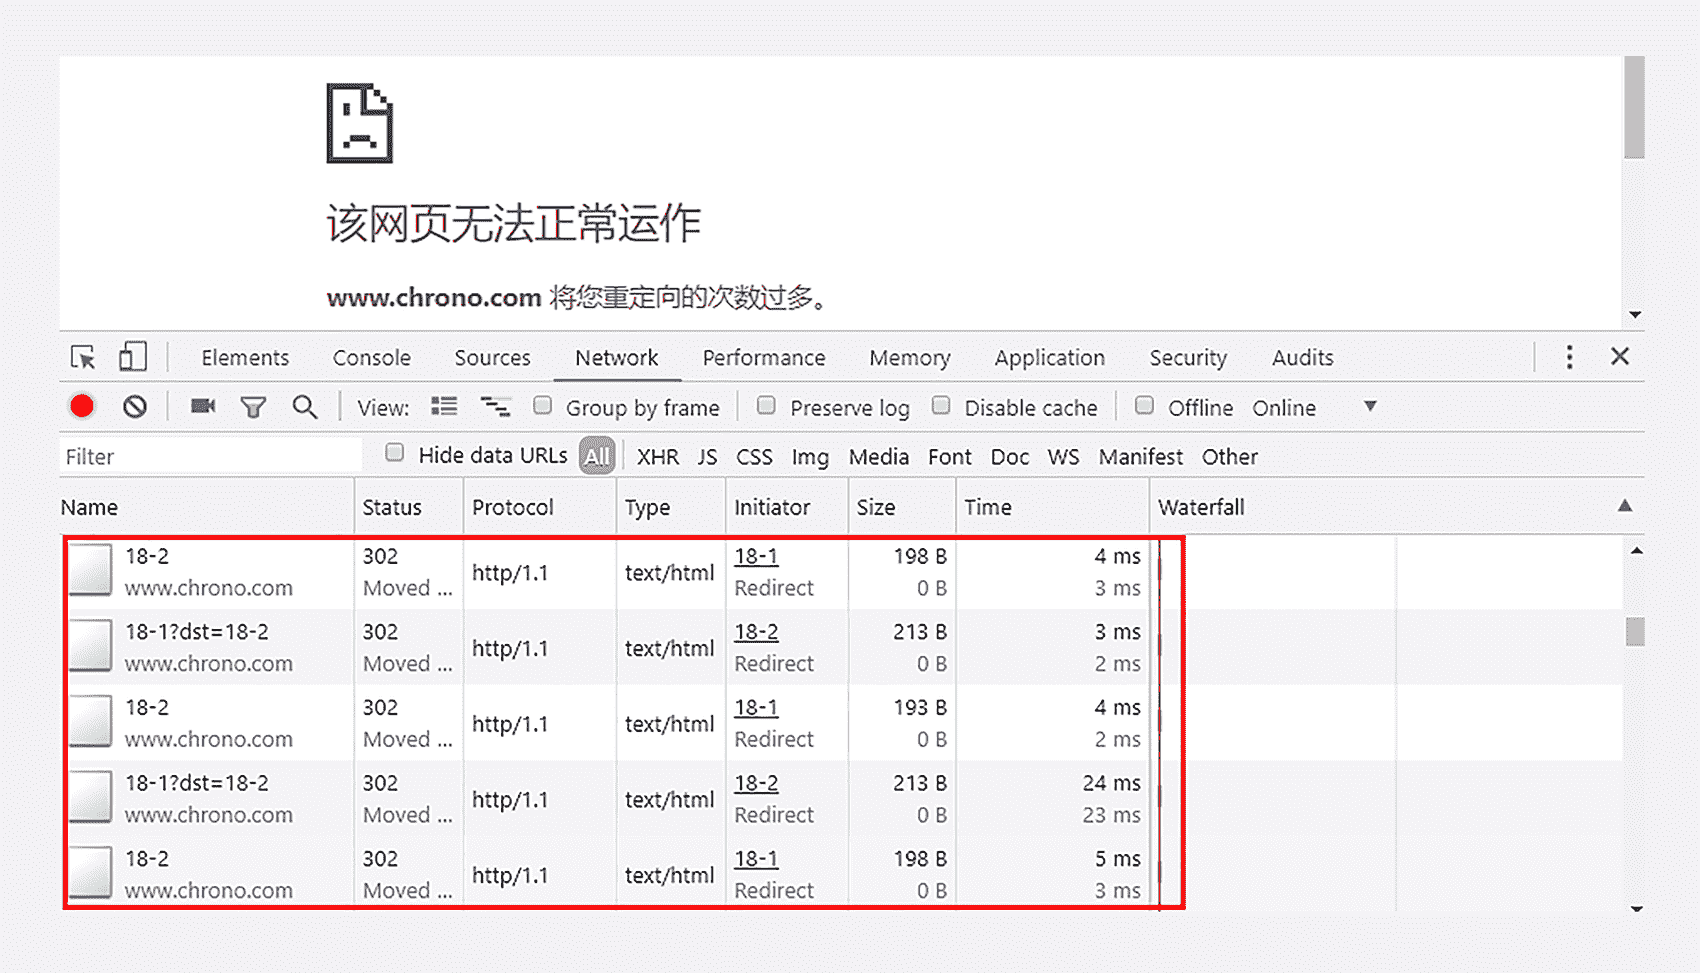 该网页无法正常运作
www.chrono.com 将您重定向的次数过多。
Elements Console Sources Network Performance Memory Application Security Audits
View: Group by frame Preserve log Disable cache Offline Online
Filter Hide data URLs All XHR JS CSS Img Media Font Doc WS Manifest Other
Name Status Protocol Type Initiator Size Time Waterfall
18-2 302 http/1.1 text/html 18-1 198 B 4 ms
www.chrono.com Moved ... Redirect 0 B 3 ms
18-1?dst=18-2 302 http/1.1 text/html 18-2 213 B 3 ms
www.chrono.com Moved ... Redirect 0 B 2 ms
18-2 302 http/1.1 text/html 18-1 193 B 4 ms
www.chrono.com Moved ... Redirect 0 B 2 ms
18-1?dst=18-2 302 http/1.1 text/html 18-2 213 B 24 ms
www.chrono.com Moved ... Redirect 0 B 23 ms
18-2 302 http/1.1 text/html 18-1 198 B 5 ms
www.chrono.com Moved ... Redirect 0 B 3 ms